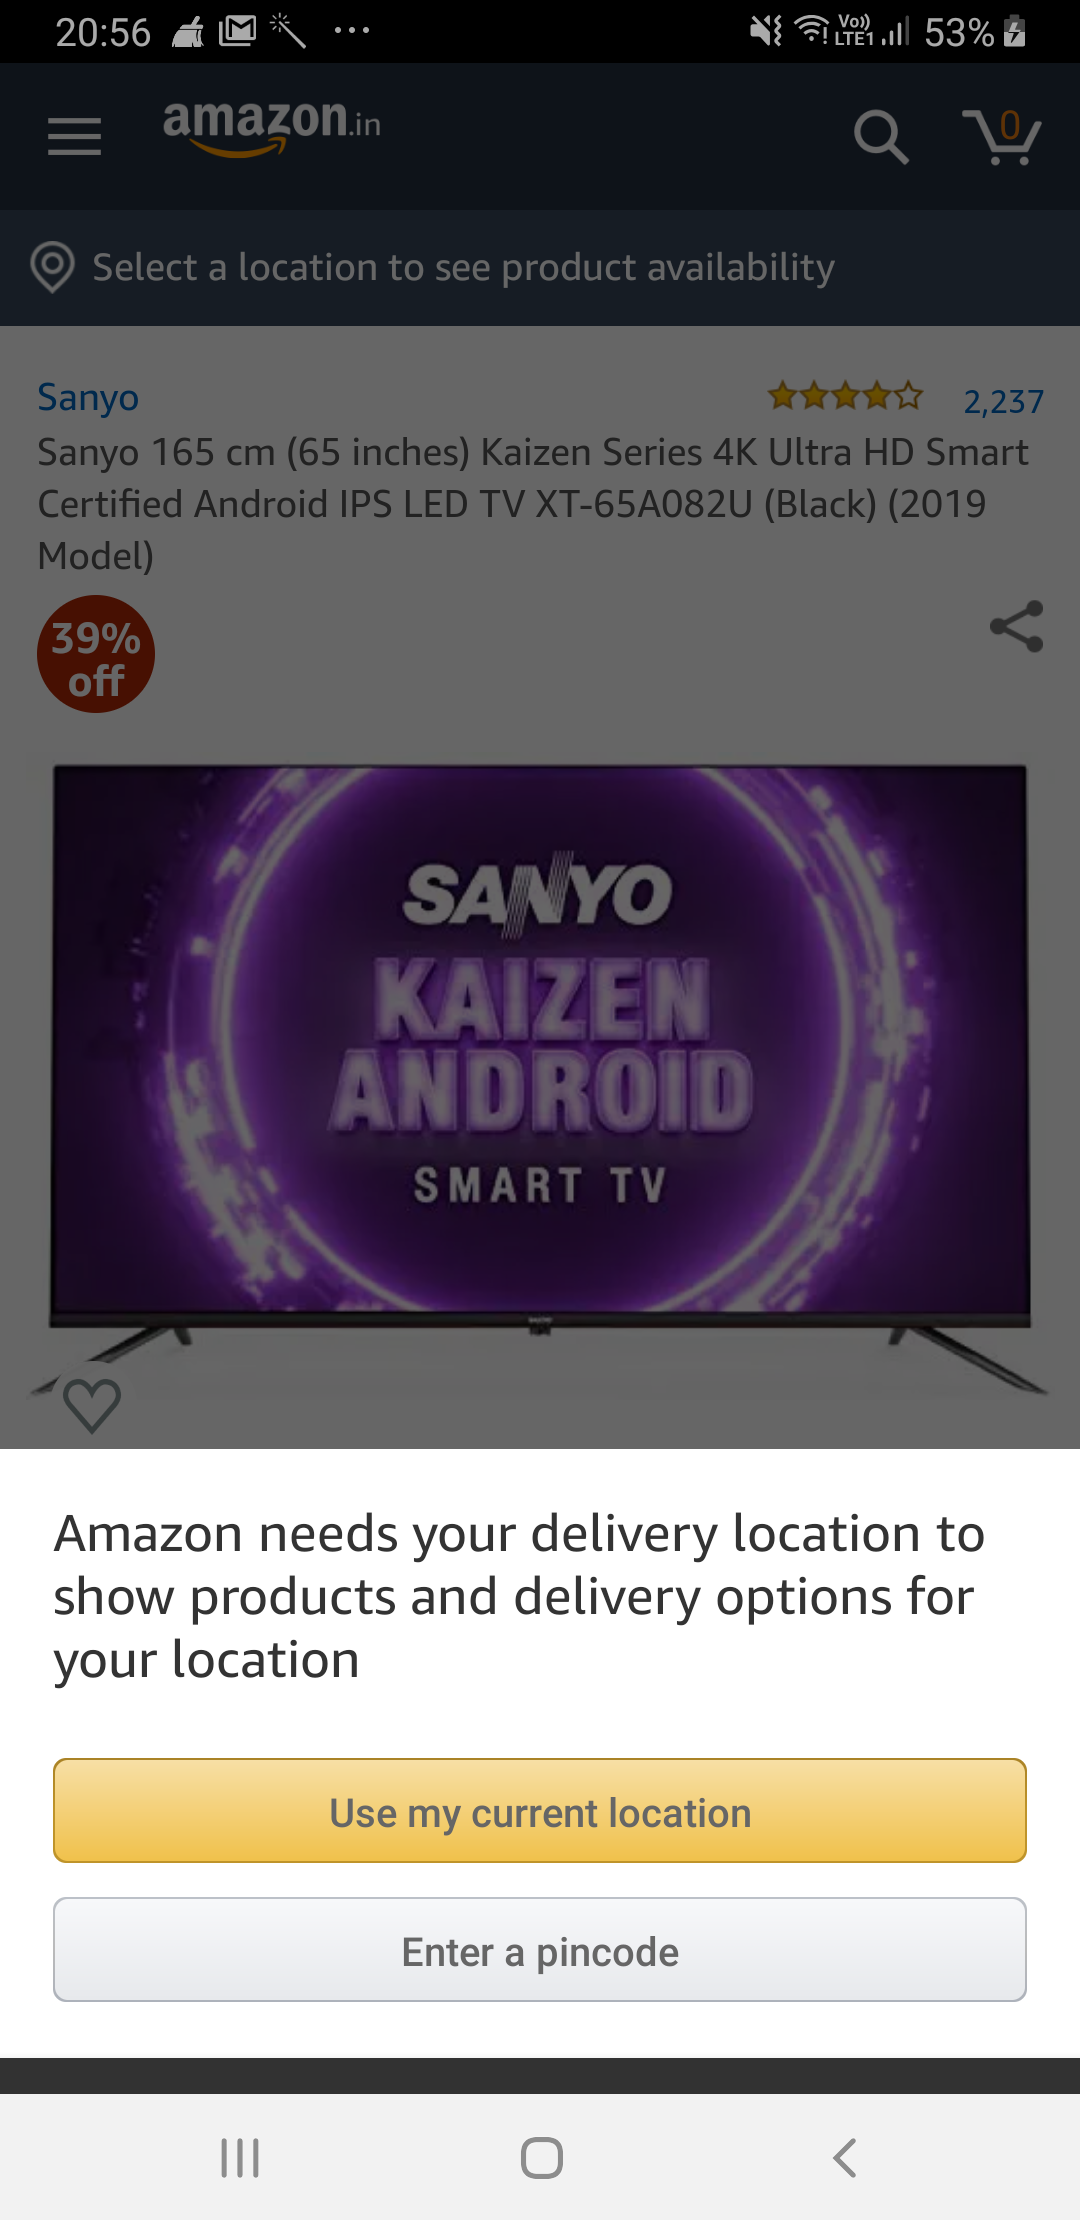 20:56
Vo))
LTE1
53%
amazon.in
0
Select a location to see product availability
Sanyo
2,237
Sanyo 165 cm (65 inches) Kaizen Series 4K Ultra HD Smart
Certified Android IPS LED TV XT-65A082U (Black) (2019
Model)
39%
off
SANYO
KAIZEN
ANDROID
SMART TV
Amazon needs your delivery location to
show products and delivery options for
your location
Use my current location
Enter a pincode